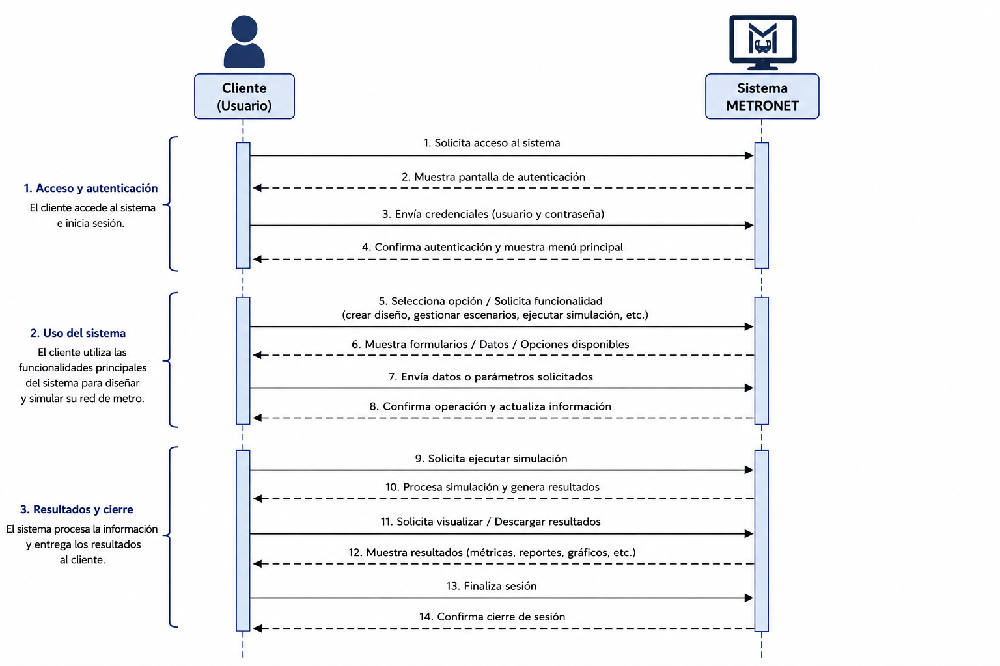 Cliente
(Usuario)
Sistema
METRONET
1. Acceso y autenticación
El cliente accede al sistema
e inicia sesión.
1. Solicita acceso al sistema
2. Muestra pantalla de autenticación
3. Envía credenciales (usuario y contraseña)
4. Confirma autenticación y muestra menú principal
2. Uso del sistema
El cliente utiliza las
funcionalidades principales
del sistema para diseñar
y simular su red de metro.
5. Selecciona opción / Solicita funcionalidad
(crear diseño, gestionar escenarios, ejecutar simulación, etc.)
6. Muestra formularios / Datos / Opciones disponibles
7. Envía datos o parámetros solicitados
8. Confirma operación y actualiza información
3. Resultados y cierre
El sistema procesa la información
y entrega los resultados
al cliente.
9. Solicita ejecutar simulación
10. Procesa simulación y genera resultados
11. Solicita visualizar / Descargar resultados
12. Muestra resultados (métricas, reportes, gráficos, etc.)
13. Finaliza sesión
14. Confirma cierre de sesión